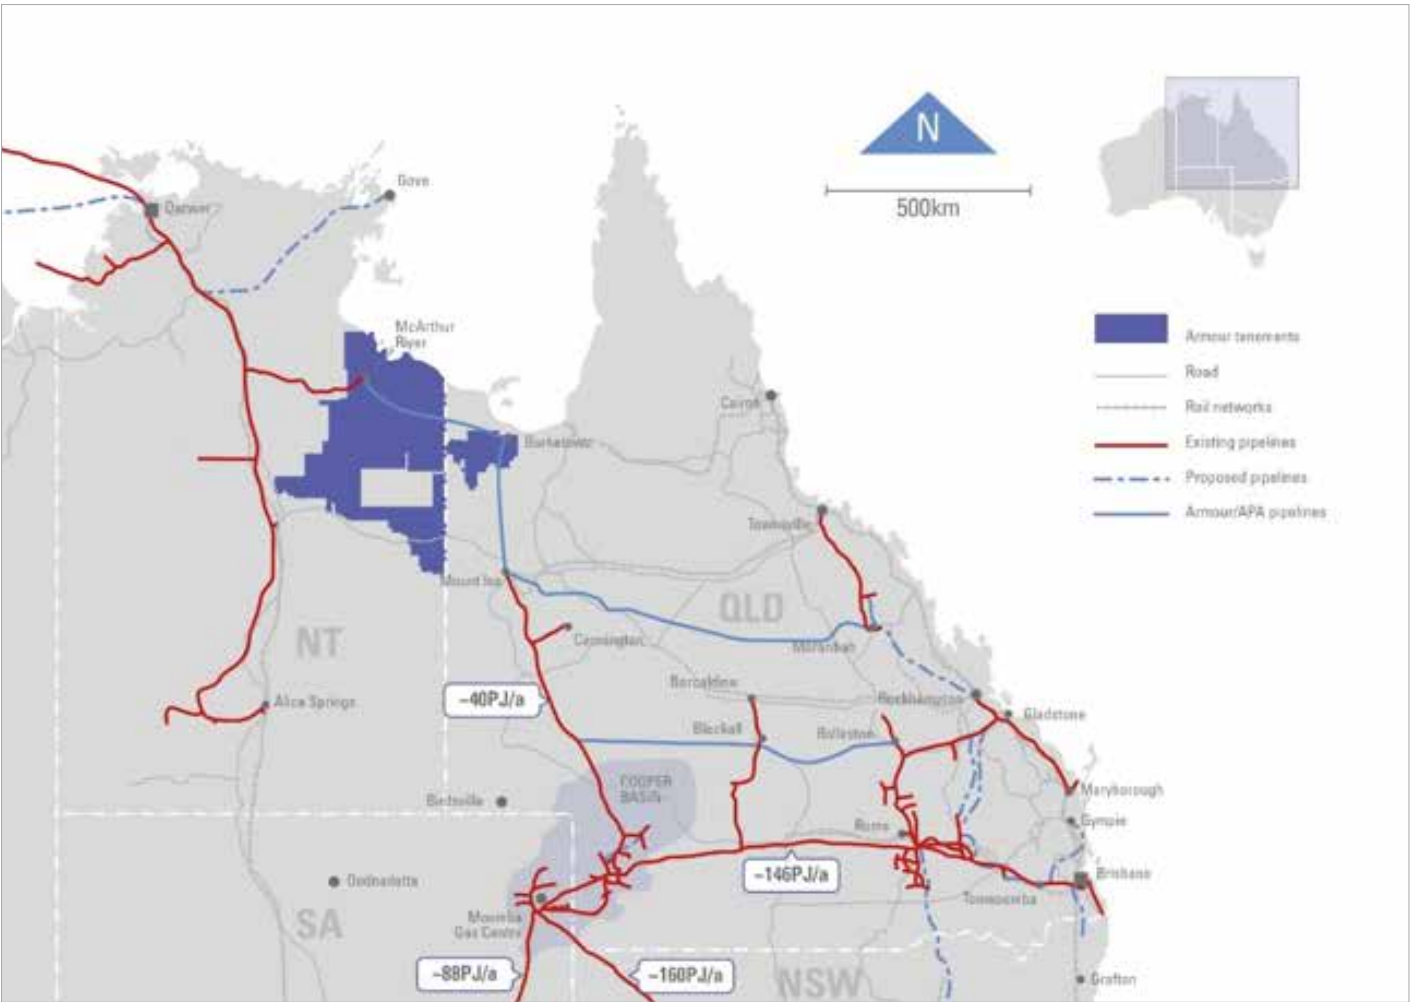 N
500km
Gove
Darwin
McArthur
River
Armour tenements
Road
Rail networks
Existing pipelines
Proposed pipelines
Armour/APA pipelines
Cairns
Burketown
Townsville
Mount Isa
QLD
NT
Cannington
Moranbah
Barcaldine
Rockhampton
~40PJ/a
Alice Springs
Gladstone
Blackall
Rolleston
COOPER
BASIN
Birdsville
Maryborough
Gympie
Roma
~146PJ/a
Oodnadatta
Brisbane
Toowoomba
SA
Moomba
Gas Centre
~88PJ/a
~160PJ/a
NSW
Grafton